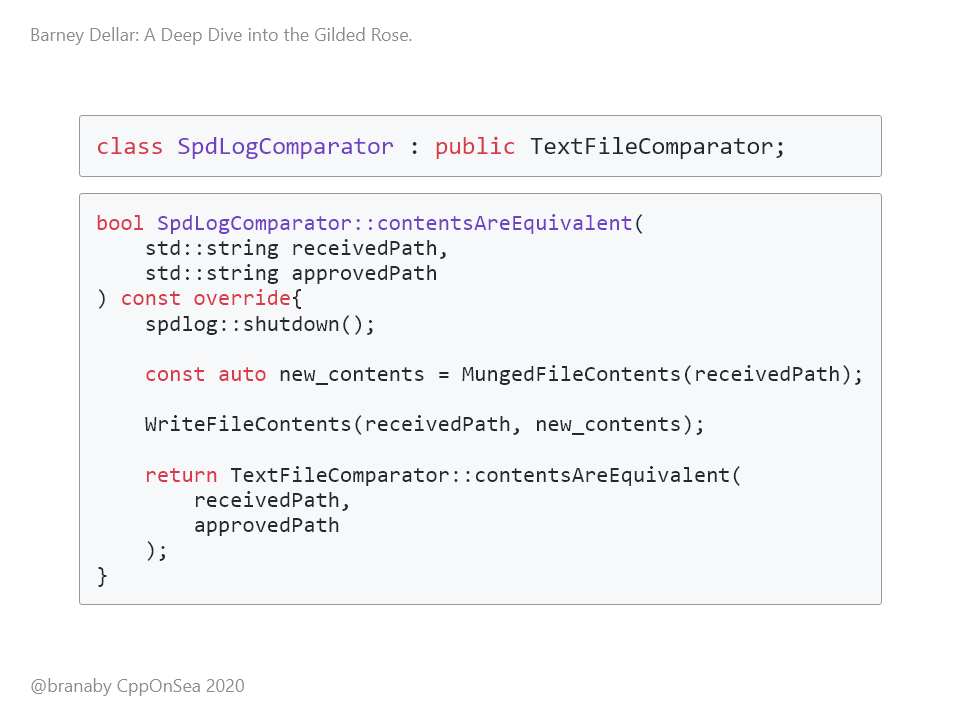 Barney Dellar: A Deep Dive into the Gilded Rose.
class SpdLogComparator : public TextFileComparator;
bool SpdLogComparator::contentsAreEquivalent(
    std::string receivedPath,
    std::string approvedPath
) const override{
    spdlog::shutdown();
    const auto new_contents = MungedFileContents(receivedPath);
    WriteFileContents(receivedPath, new_contents);
    return TextFileComparator::contentsAreEquivalent(
        receivedPath,
        approvedPath
    );
}
@branaby CppOnSea 2020